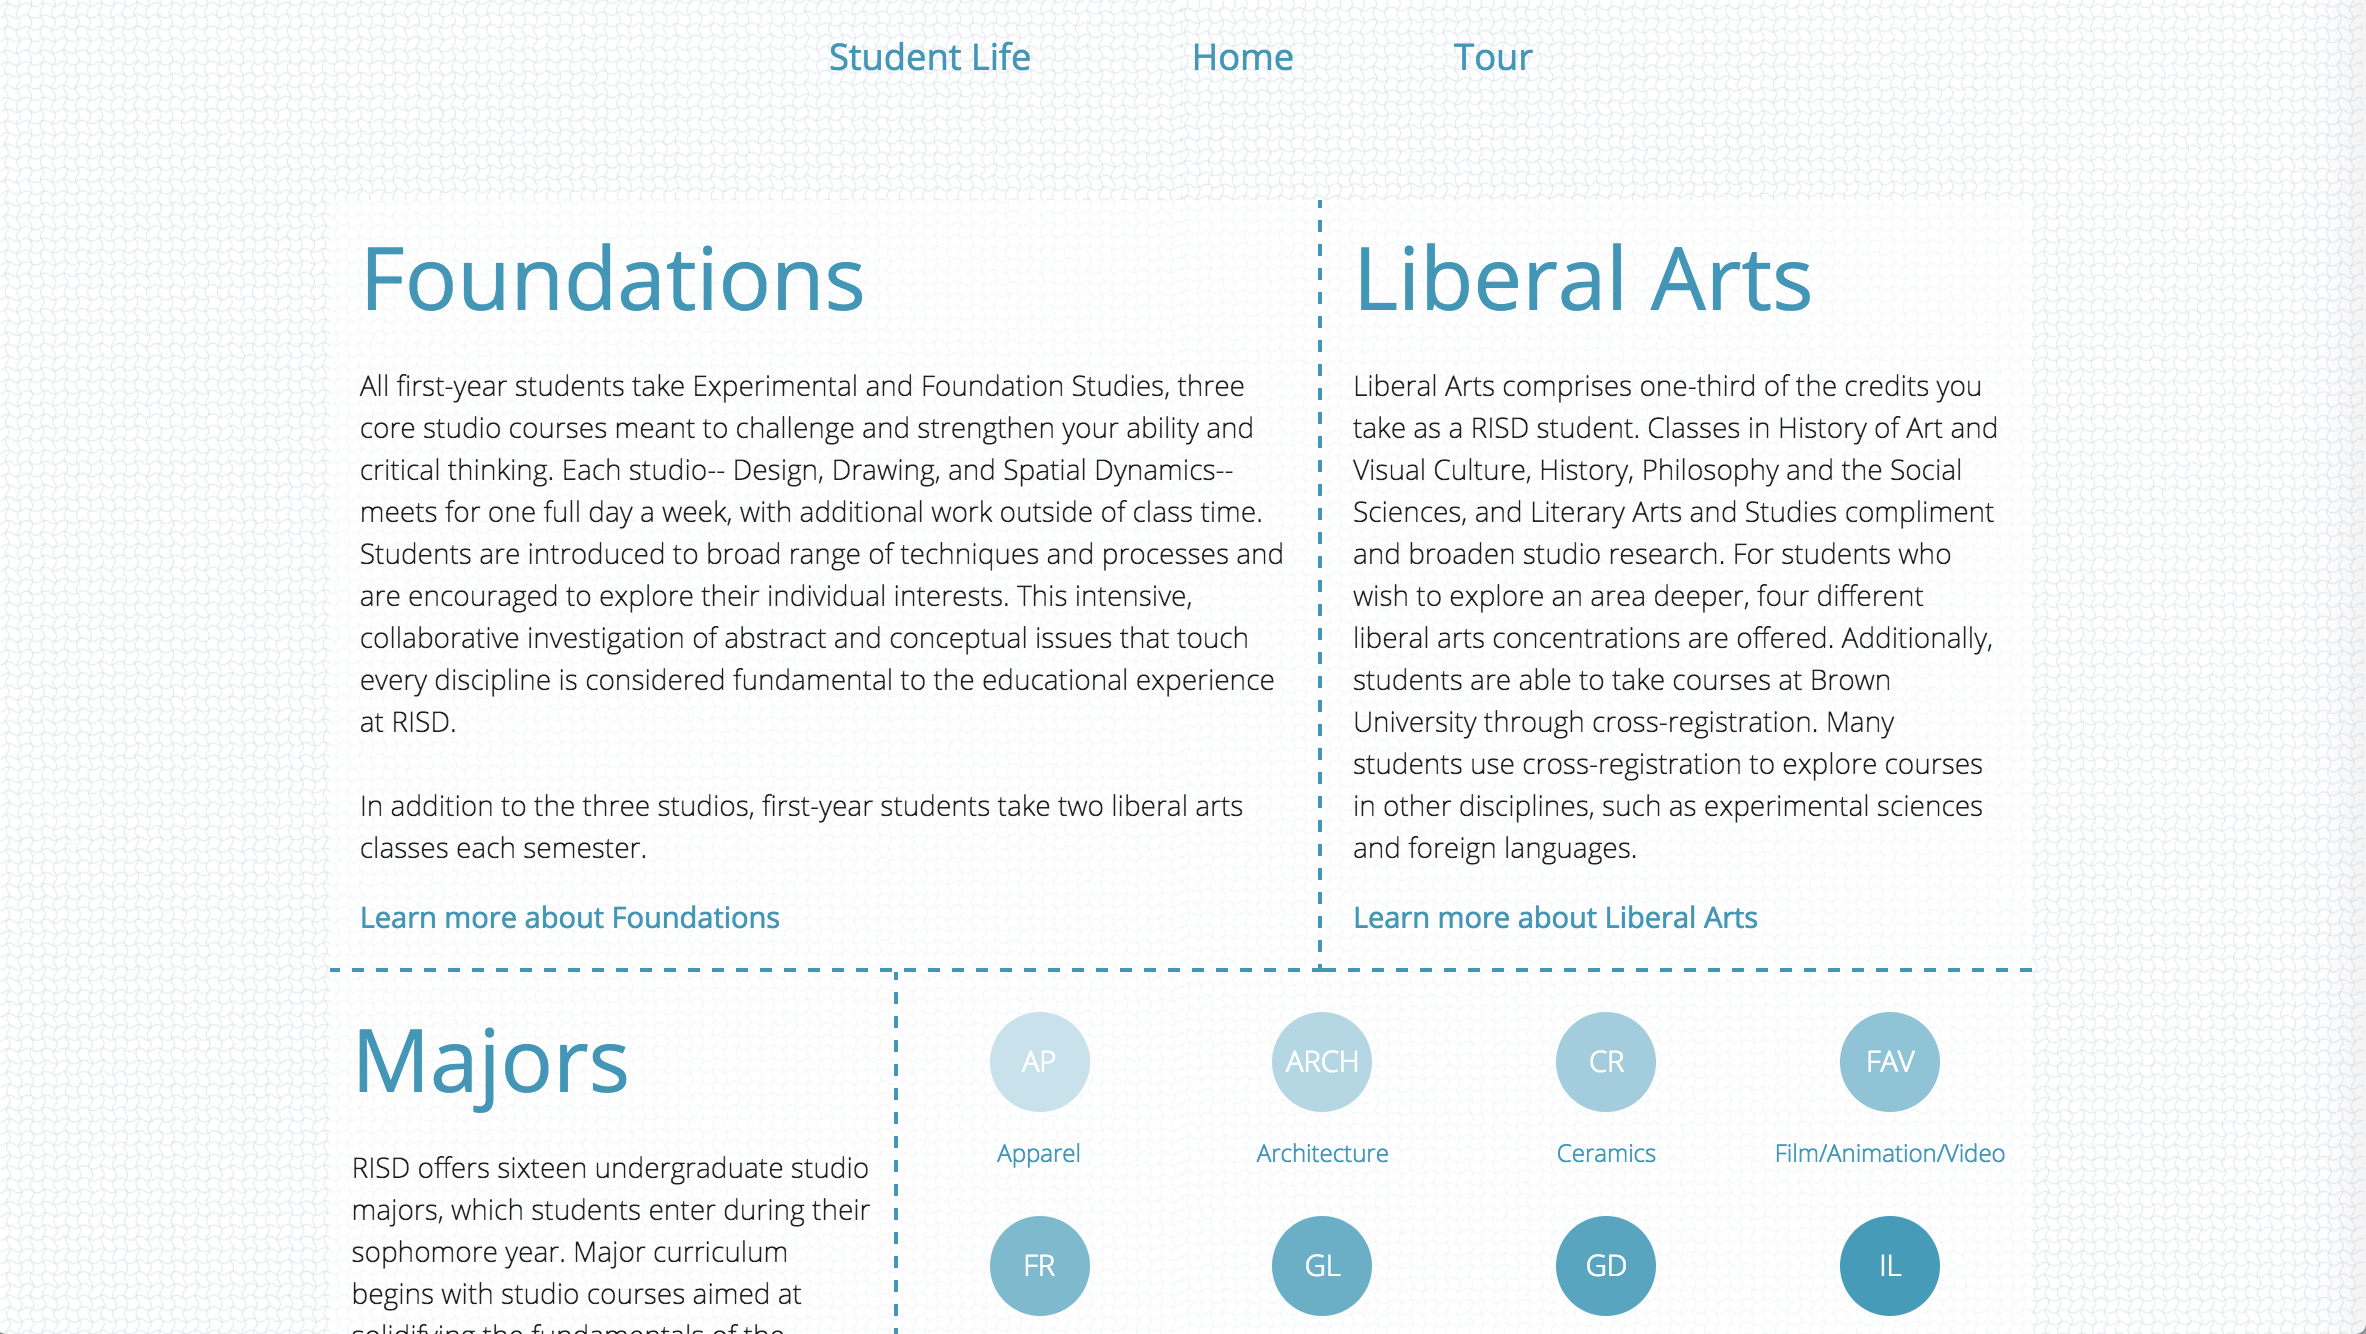 Student Life
Home
Tour
Foundations
All first-year students take Experimental and Foundation Studies, three
core studio courses meant to challenge and strengthen your ability and
critical thinking. Each studio-- Design, Drawing, and Spatial Dynamics--
meets for one full day a week, with additional work outside of class time.
Students are introduced to broad range of techniques and processes and
are encouraged to explore their individual interests. This intensive,
collaborative investigation of abstract and conceptual issues that touch
every discipline is considered fundamental to the educational experience
at RISD.
In addition to the three studios, first-year students take two liberal arts
classes each semester.
Learn more about Foundations
Liberal Arts
Liberal Arts comprises one-third of the credits you
take as a RISD student. Classes in History of Art and
Visual Culture, History, Philosophy and the Social
Sciences, and Literary Arts and Studies compliment
and broaden studio research. For students who
wish to explore an area deeper, four different
liberal arts concentrations are offered. Additionally,
students are able to take courses at Brown
University through cross-registration. Many
students use cross-registration to explore courses
in other disciplines, such as experimental sciences
and foreign languages.
Learn more about Liberal Arts
Majors
RISD offers sixteen undergraduate studio
majors, which students enter during their
sophomore year. Major curriculum
begins with studio courses aimed at
solidifying the fundamentals of the
AP
ARCH
CR
FAV
Apparel
Architecture
Ceramics
Film/Animation/Video
FR
GL
GD
IL